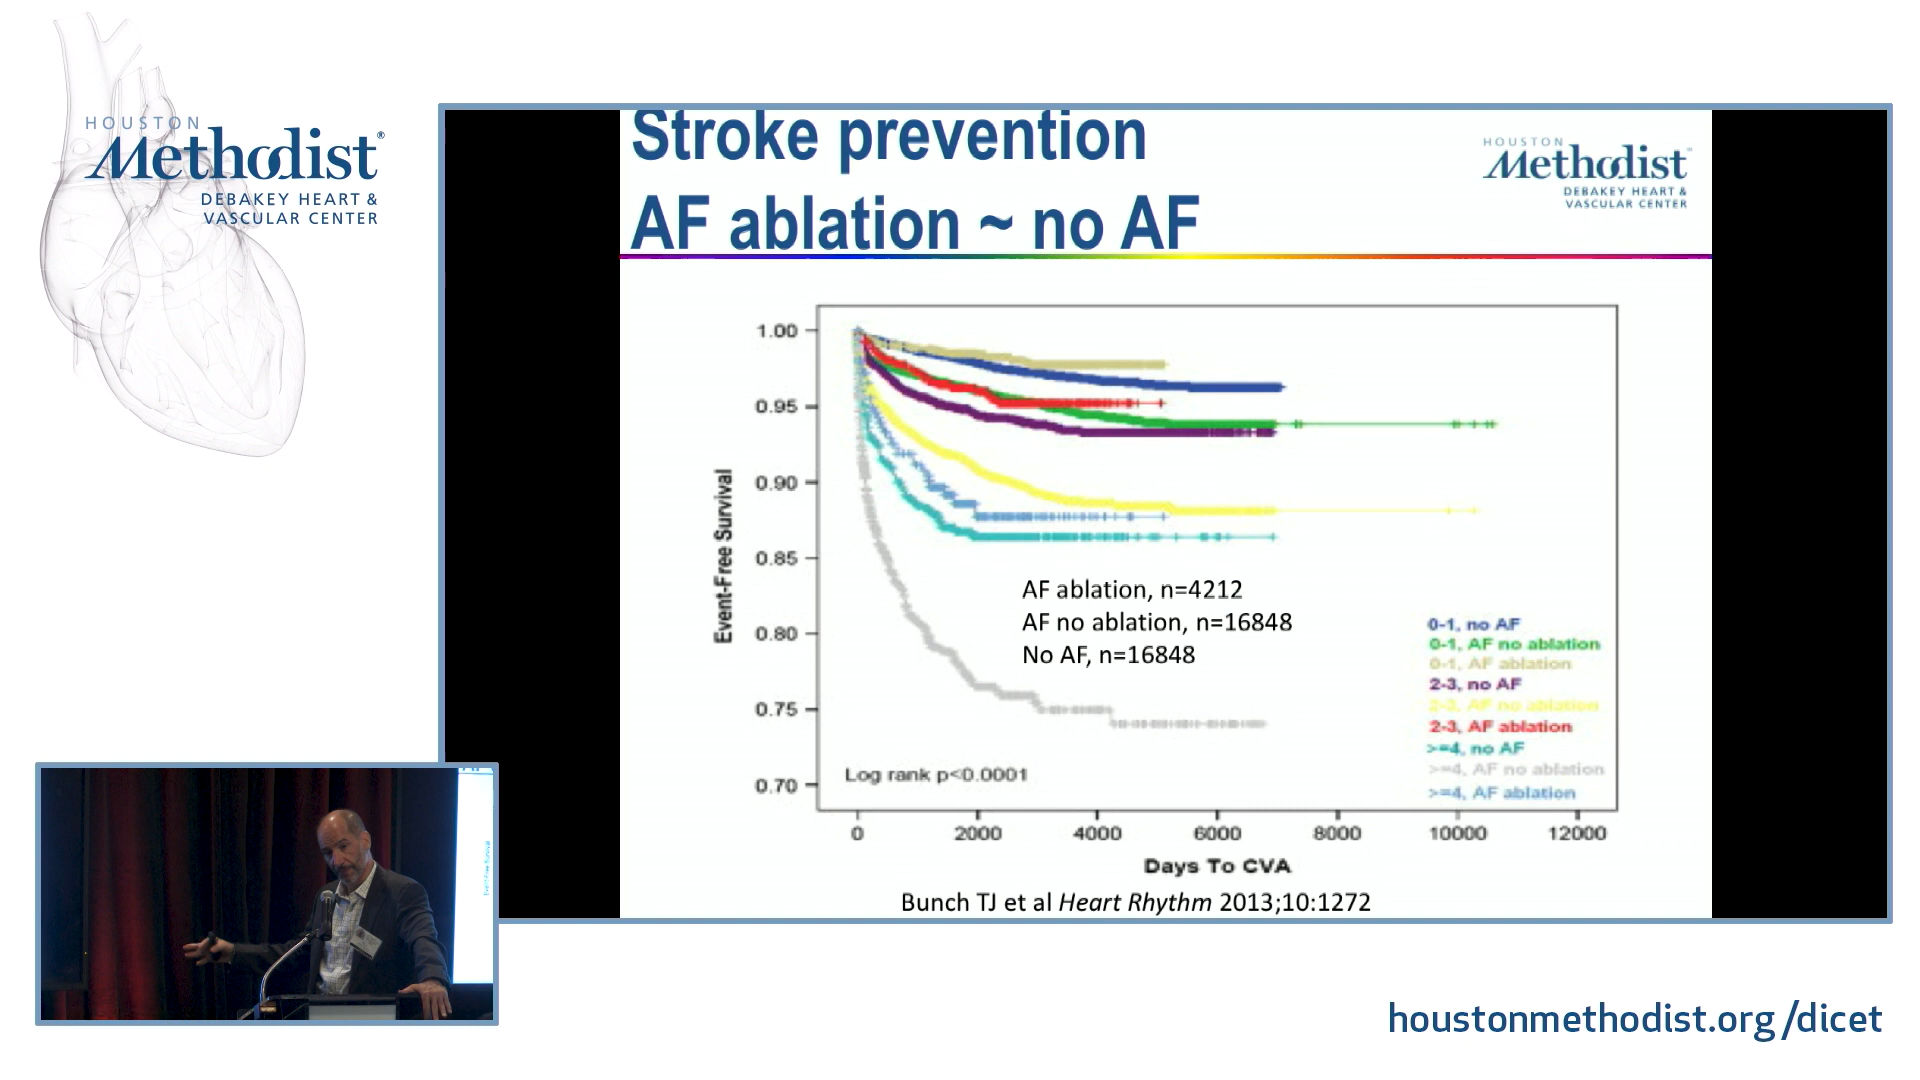 HOUSTON
Methodist®
DEBAKEY HEART &
VASCULAR CENTER
Stroke prevention
AF ablation ~ no AF
HOUSTON
Methodist
DEBAKEY HEART &
VASCULAR CENTER
1.00
0.95
0.90
0.85
0.80
0.75
0.70
Event-Free Survival
AF ablation, n=4212
AF no ablation, n=16848
No AF, n=16848
0-1, no AF
0-1, AF no ablation
0-1, AF ablation
2-3, no AF
2-3, AF no ablation
2-3, AF ablation
>=4, no AF
>=4, AF no ablation
>=4, AF ablation
Log rank p<0.0001
0 2000 4000 6000 8000 10000 12000
Days To CVA
Bunch TJ et al Heart Rhythm 2013;10:1272
houstonmethodist.org/dicet